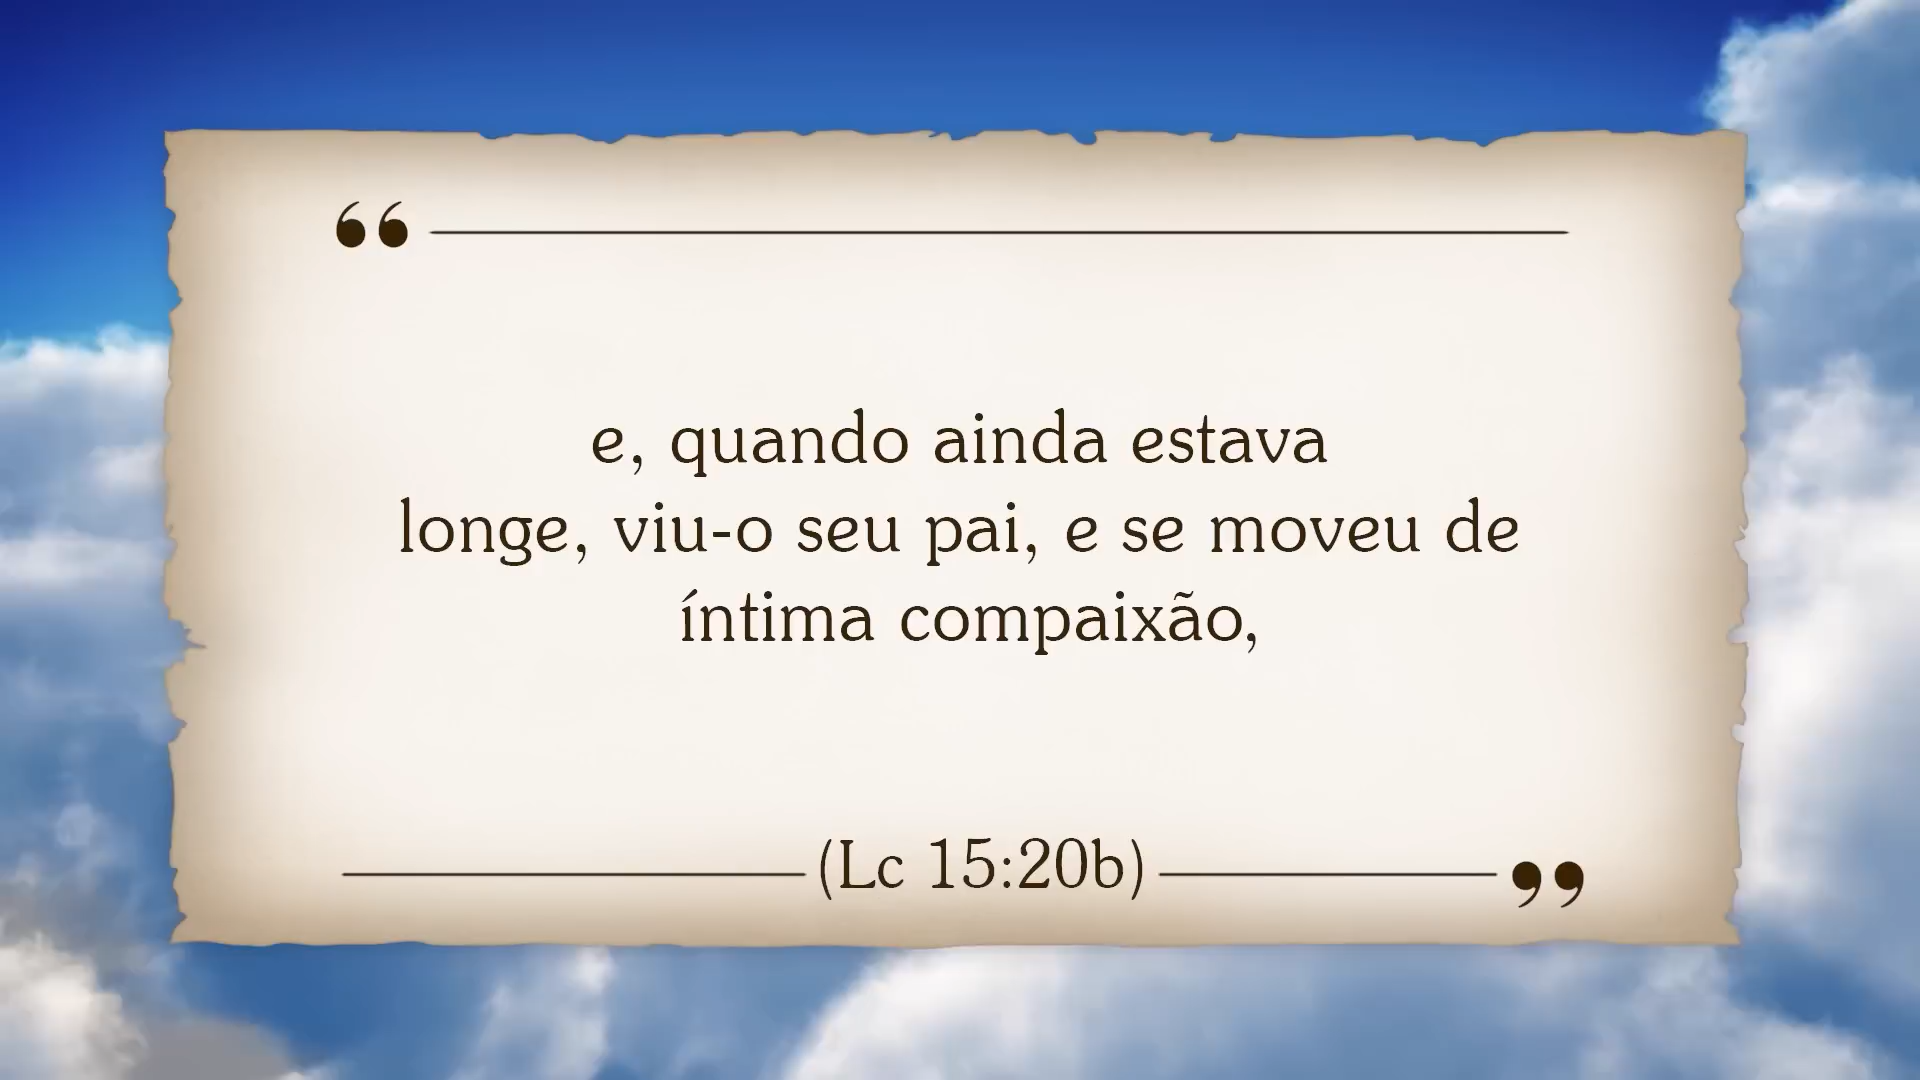 “
e, quando ainda estava
longe, viu-o seu pai, e se moveu de
íntima compaixão,
(Lc 15:20b)
”